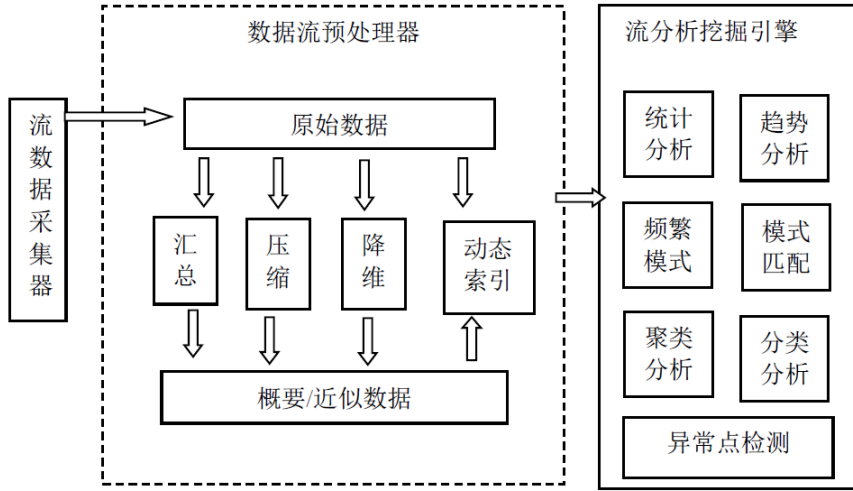 数据流预处理器
流分析挖掘引擎
流数据采集器
原始数据
汇总
压缩
降维
动态
索引
概要/近似数据
统计
分析
趋势
分析
频繁
模式
模式
匹配
聚类
分析
分类
分析
异常点检测